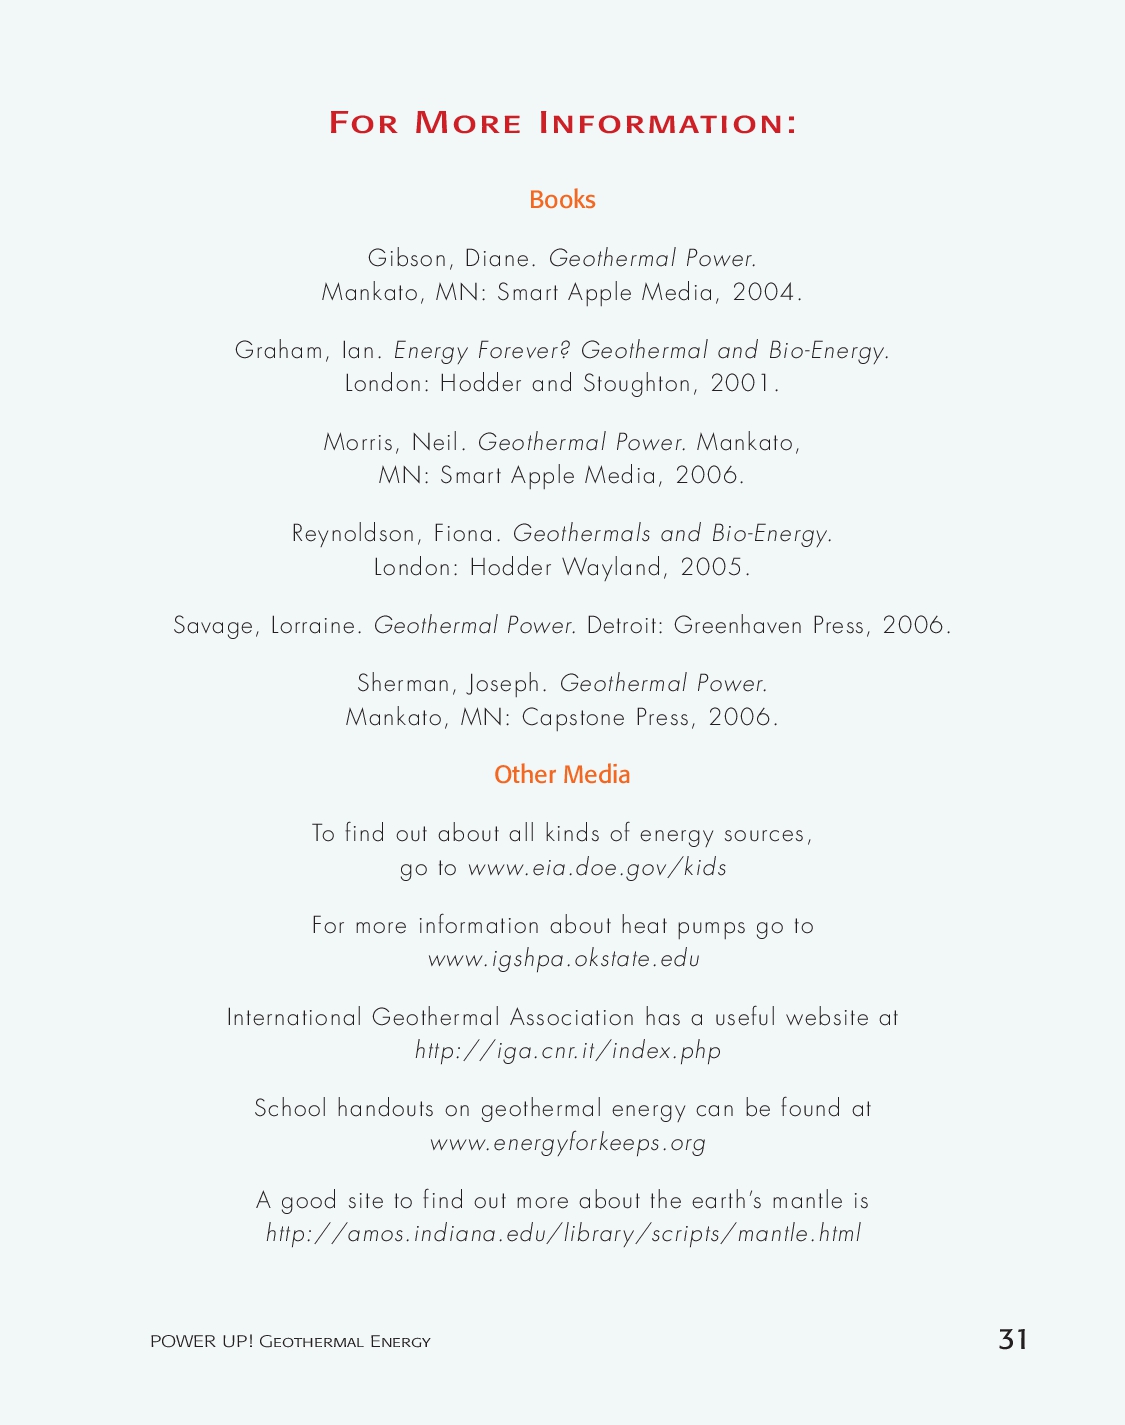 For More Information:
Books
Gibson, Diane. Geothermal Power.
Mankato, MN: Smart Apple Media, 2004.
Graham, Ian. Energy Forever? Geothermal and Bio-Energy.
London: Hodder and Stoughton, 2001.
Morris, Neil. Geothermal Power. Mankato,
MN: Smart Apple Media, 2006.
Reynoldson, Fiona. Geothermals and Bio-Energy.
London: Hodder Wayland, 2005.
Savage, Lorraine. Geothermal Power. Detroit: Greenhaven Press, 2006.
Sherman, Joseph. Geothermal Power.
Mankato, MN: Capstone Press, 2006.
Other Media
To find out about all kinds of energy sources,
go to www.eia.doe.gov/kids
For more information about heat pumps go to
www.igshpa.okstate.edu
International Geothermal Association has a useful website at
http://iga.cnr.it/index.php
School handouts on geothermal energy can be found at
www.energyforkeeps.org
A good site to find out more about the earth's mantle is
http://amos.indiana.edu/library/scripts/mantle.html
POWER UP! Geothermal Energy 31